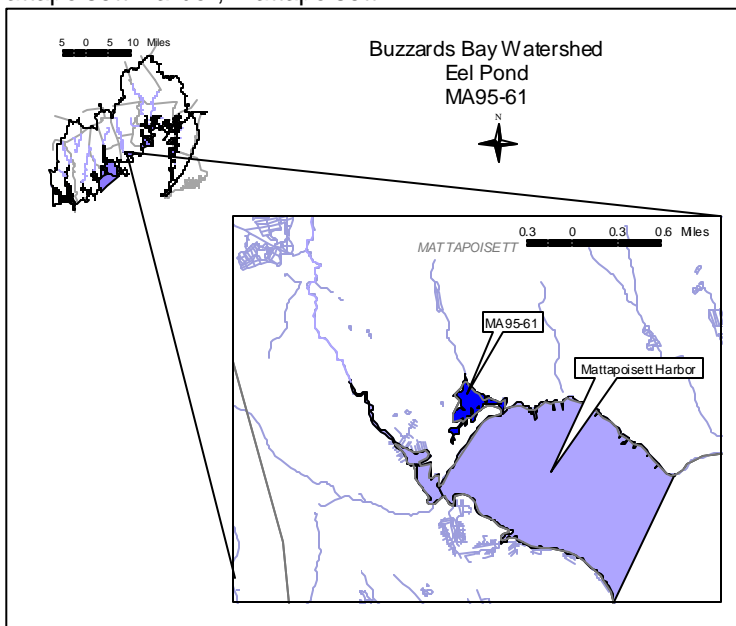 5 0 5 10 Miles
Buzzards Bay Watershed
Eel Pond
MA95-61
N
0.3 0 0.3 0.6 Miles
MATTAPOISETT
MA95-61
Mattapoisett Harbor